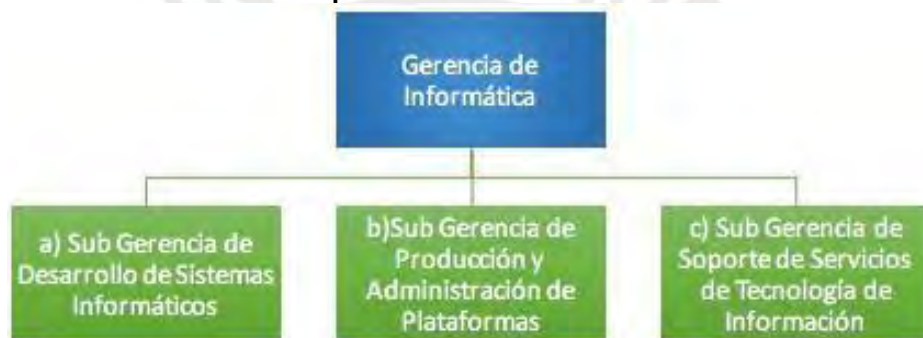 Gerencia de
Informática
a) Sub Gerencia de
Desarrollo de Sistemas
Informáticos
b)Sub Gerencia de
Producción y
Administración de
Plataformas
c) Sub Gerencia de
Soporte de Servicios
de Tecnología de
Información